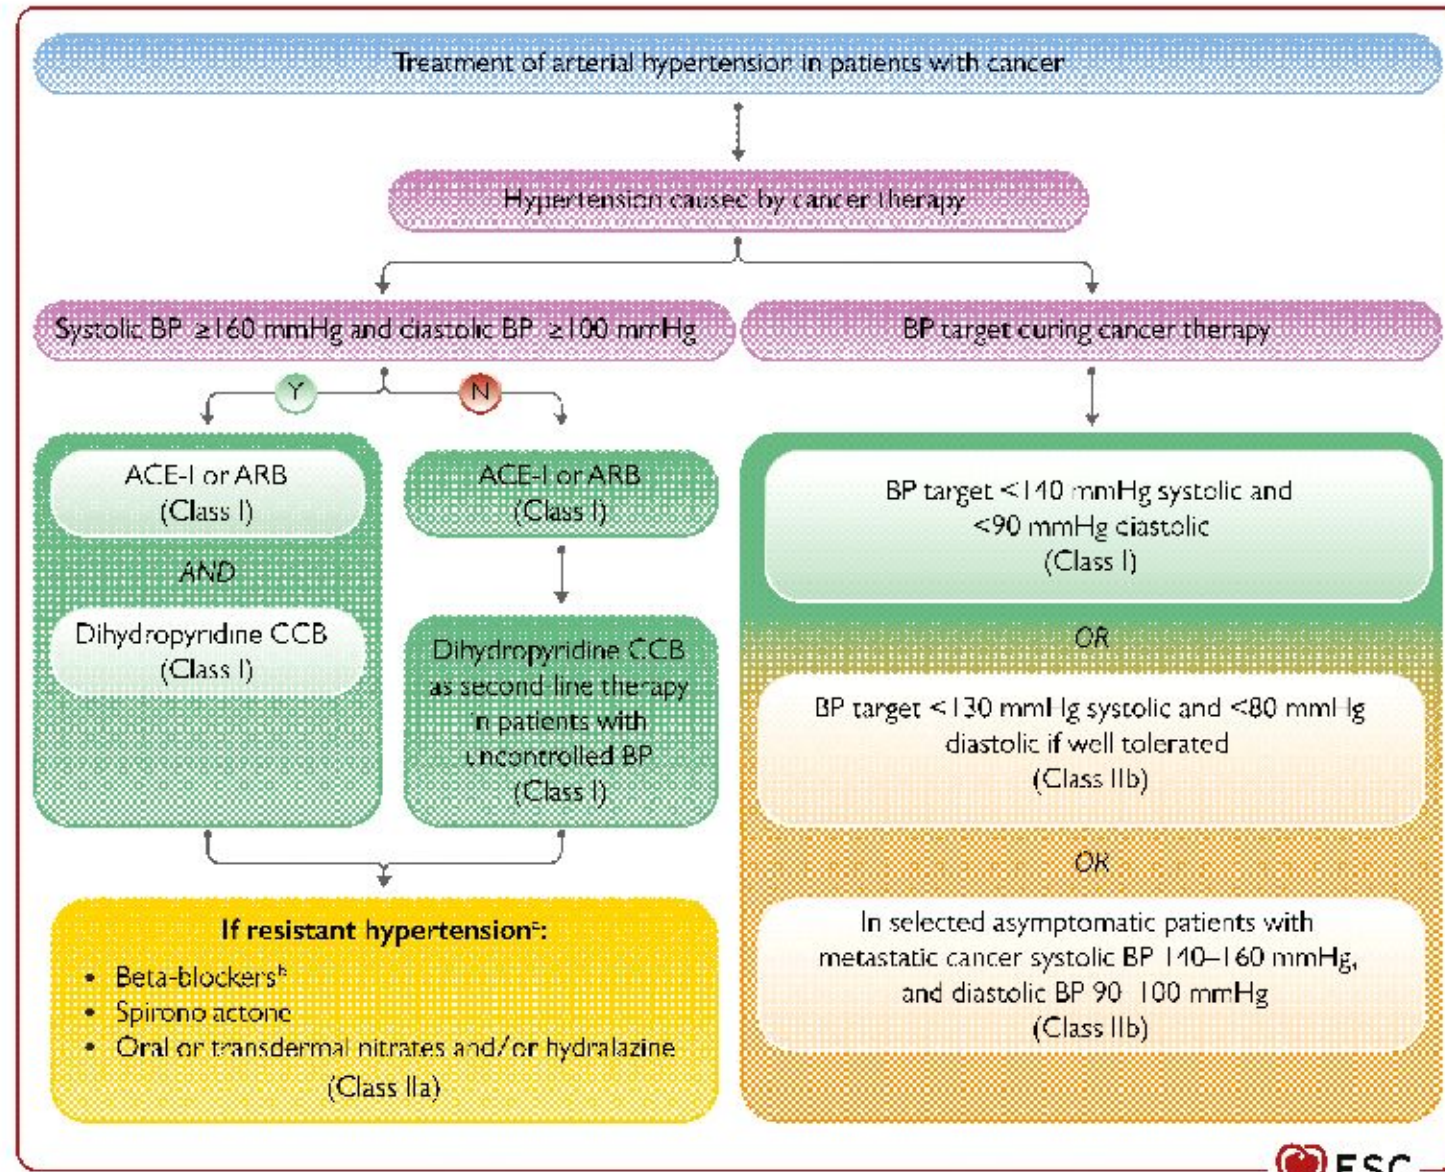 Treatment of arterial hypertension in patients with cancer
Hypertension caused by cancer therapy
Systolic BP ≥160 mmHg and diastolic BP ≥100 mmHg
BP target curing cancer therapy
Y
N
ACE-I or ARB
(Class I)
AND
Dihydropyridine CCB
(Class I)
ACE-I or ARB
(Class I)
Dihydropyridine CCB
as second line therapy
in patients with
uncontrolled BP
(Class I)
BP target <140 mmHg systolic and
<90 mmHg diastolic
(Class I)
OR
BP target <130 mmHg systolic and <80 mmHg
diastolic if well tolerated
(Class IIb)
OR
In selected asymptomatic patients with
metastatic cancer systolic BP 140–160 mmHg,
and diastolic BP 90 100 mmHg
(Class IIb)
If resistant hypertension:
• Beta-blockers
• Spirono actone
• Oral or transdermal nitrates and/or hydralazine
(Class IIa)
ESC